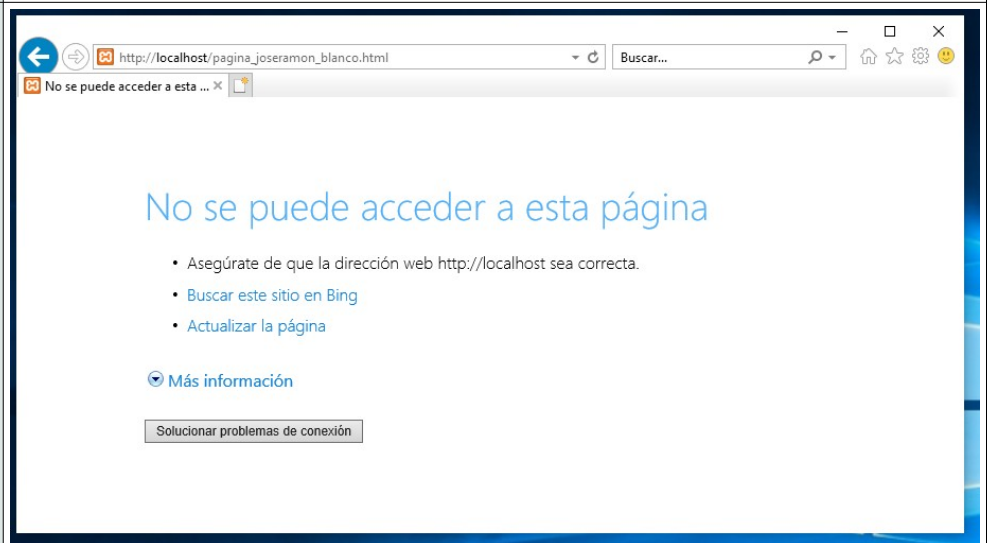 http://localhost/pagina_joseramon_blanco.html
Buscar...
No se puede acceder a esta ...
No se puede acceder a esta página
• Asegúrate de que la dirección web http://localhost sea correcta.
• Buscar este sitio en Bing
• Actualizar la página
Más información
Solucionar problemas de conexión